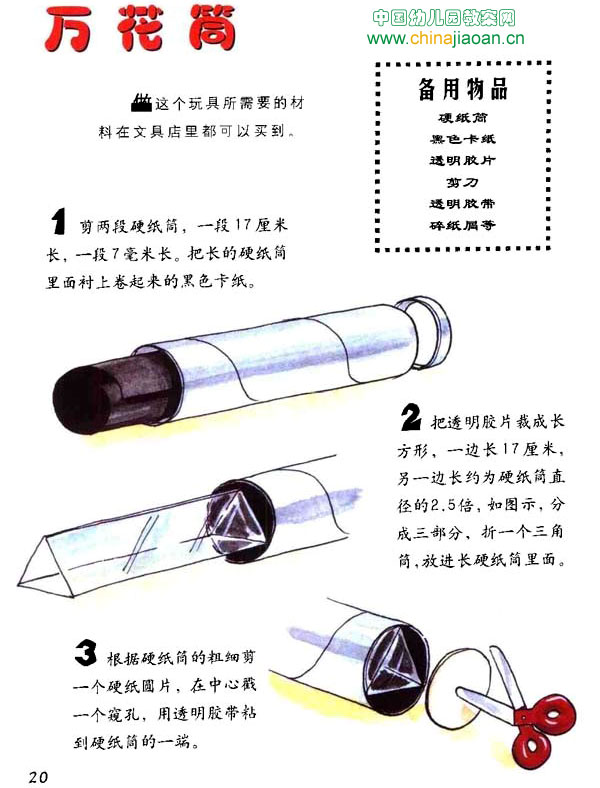 万花筒
中国幼儿园教案网
www.chinajiaoan.cn
做这个玩具所需要的材
料在文具店里都可以买到。
备用物品
硬纸筒
黑色卡纸
透明胶片
剪刀
透明胶带
碎纸屑等
1 剪两段硬纸筒，一段17厘米
长，一段7毫米长。把长的硬纸筒
里面衬上卷起来的黑色卡纸。
2 把透明胶片裁成长
方形，一边长17厘米，
另一边长约为硬纸筒直
径的2.5倍，如图示，分
成三部分、折一个三角
筒，放进长硬纸筒里面。
3 根据硬纸筒的粗细剪
一个硬纸圆片，在中心戳
一个窥孔，用透明胶带粘
到硬纸筒的一端。
20